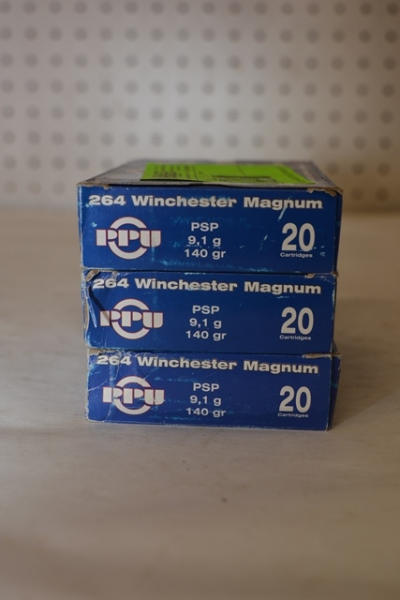 264 Winchester Magnum
PPU
PSP
9,1 g
140 gr
20
Cartridges
264 Winchester Magnum
PPU
PSP
9,1 g
140 gr
20
Cartridges
264 Winchester Magnum
PPU
PSP
9,1 g
140 gr
20
Cartridges